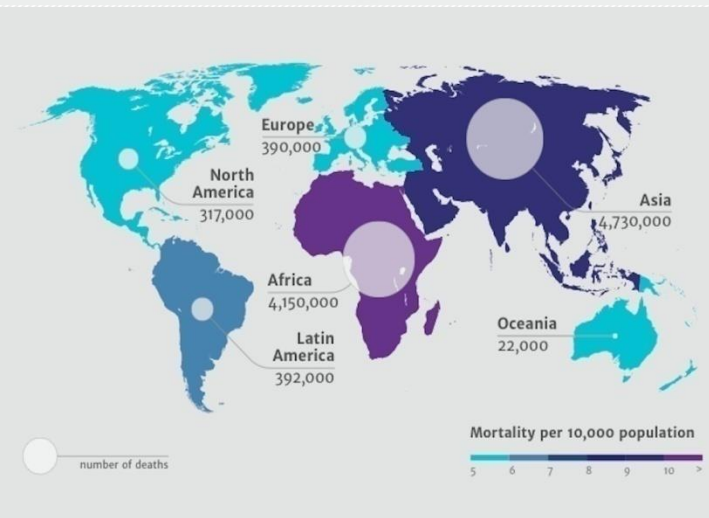 Europe
390,000
North
America
317,000
Asia
4,730,000
Africa
4,150,000
Latin
America
392,000
Oceania
22,000
Mortality per 10,000 population
5 6 7 8 9 10 >
number of deaths